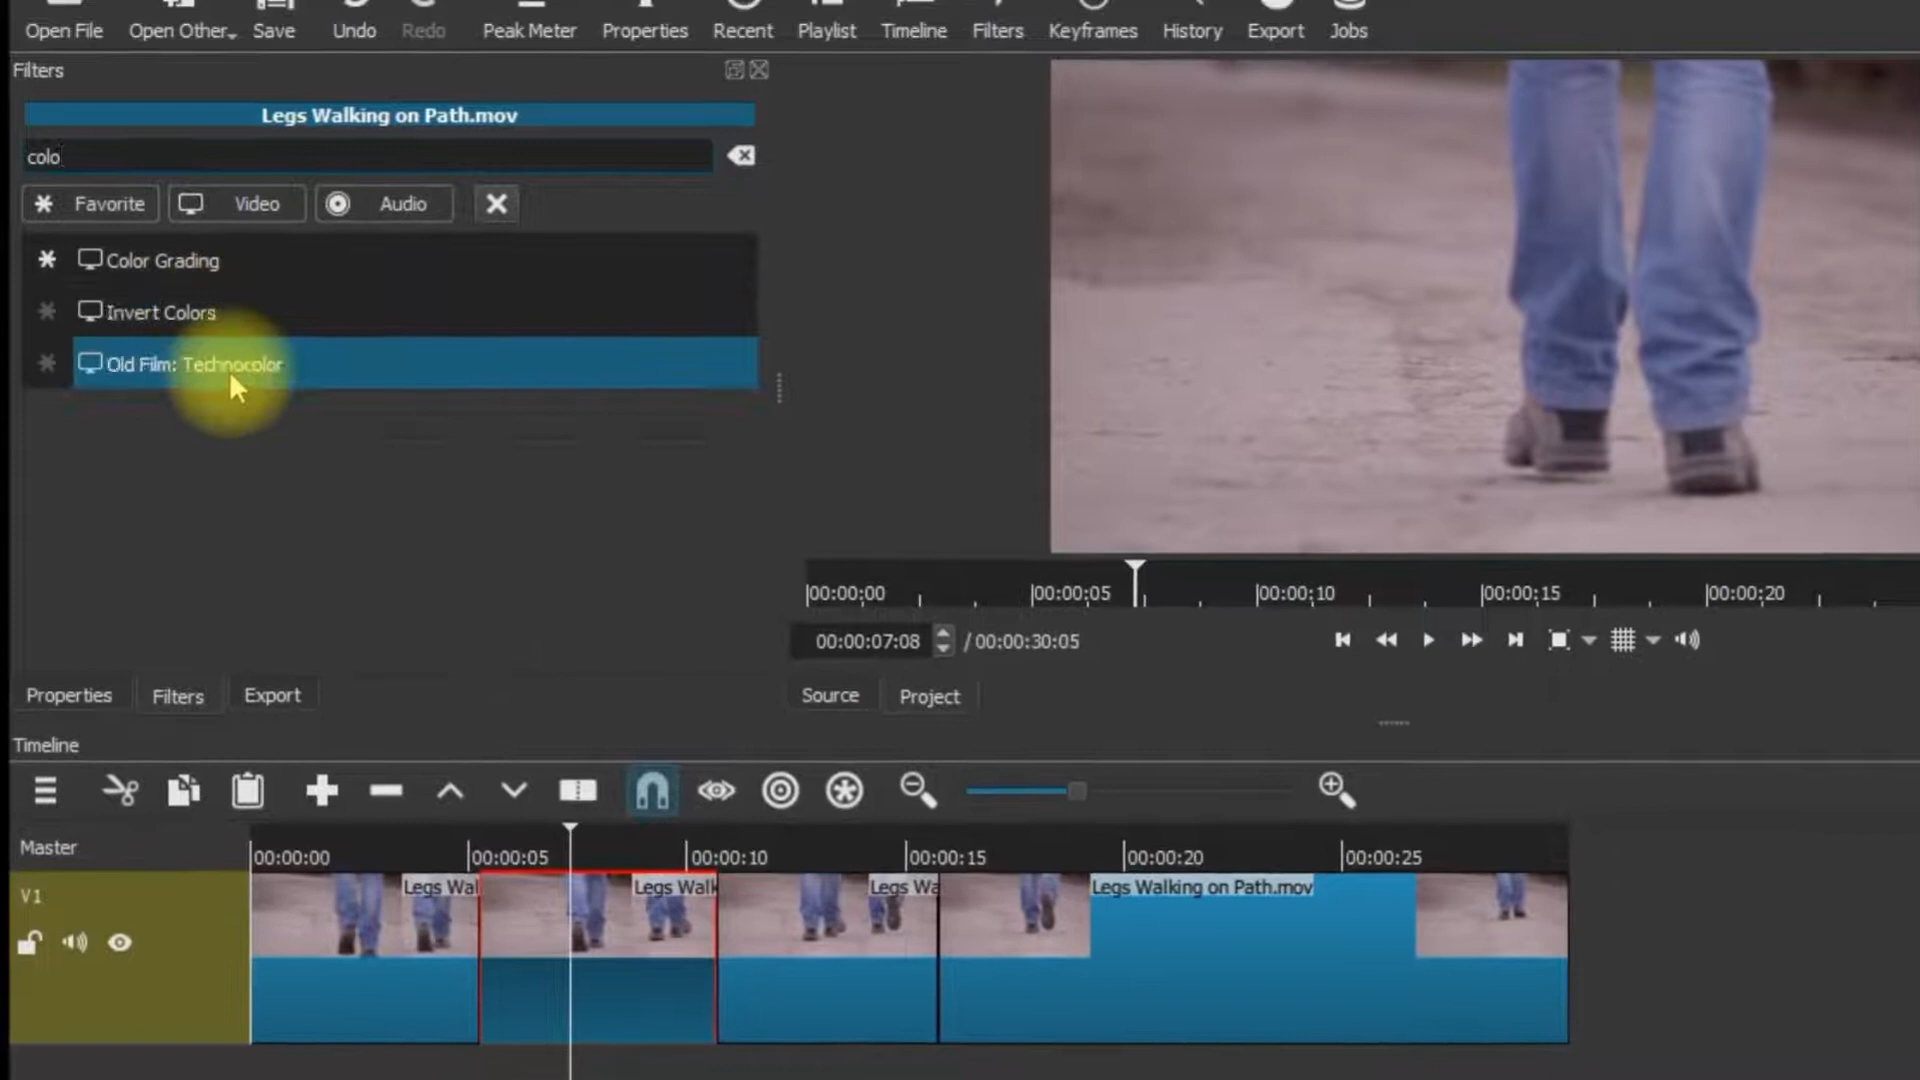 Open File Open Other Save Undo Redo Peak Meter Properties Recent Playlist Timeline Filters Keyframes History Export Jobs
Filters
Legs Walking on Path.mov
colo
Favorite Video Audio
Color Grading
Invert Colors
Old Film: Technocolor
00:00:00 00:00:05 00:00:10 00:00:15 00:00:20
00:00:07:08 / 00:00:30:05
Properties Filters Export
Source Project
Timeline
Master
00:00:00 00:00:05 00:00:10 00:00:15 00:00:20 00:00:25
V1
Legs Wal Legs Walk Legs Wa Legs Walking on Path.mov